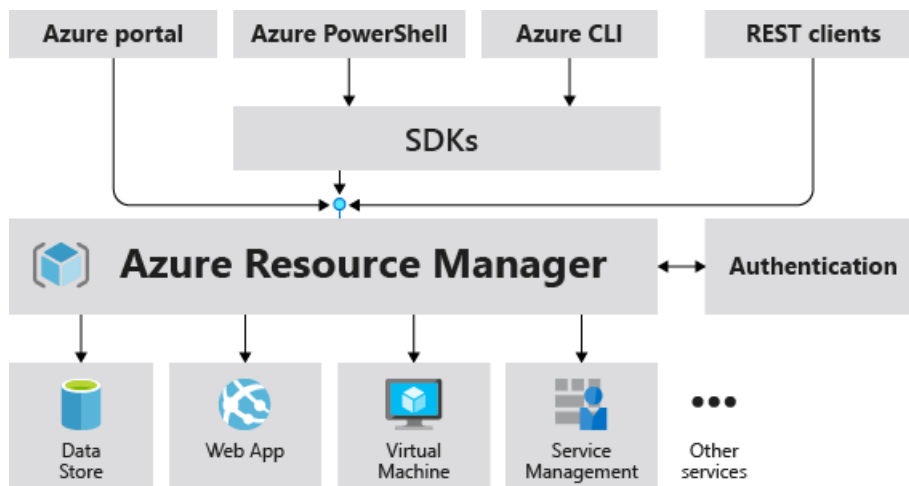 Azure portal
Azure PowerShell
Azure CLI
REST clients
SDKs
Azure Resource Manager
Authentication
Data
Store
Web App
Virtual
Machine
Service
Management
Other
services